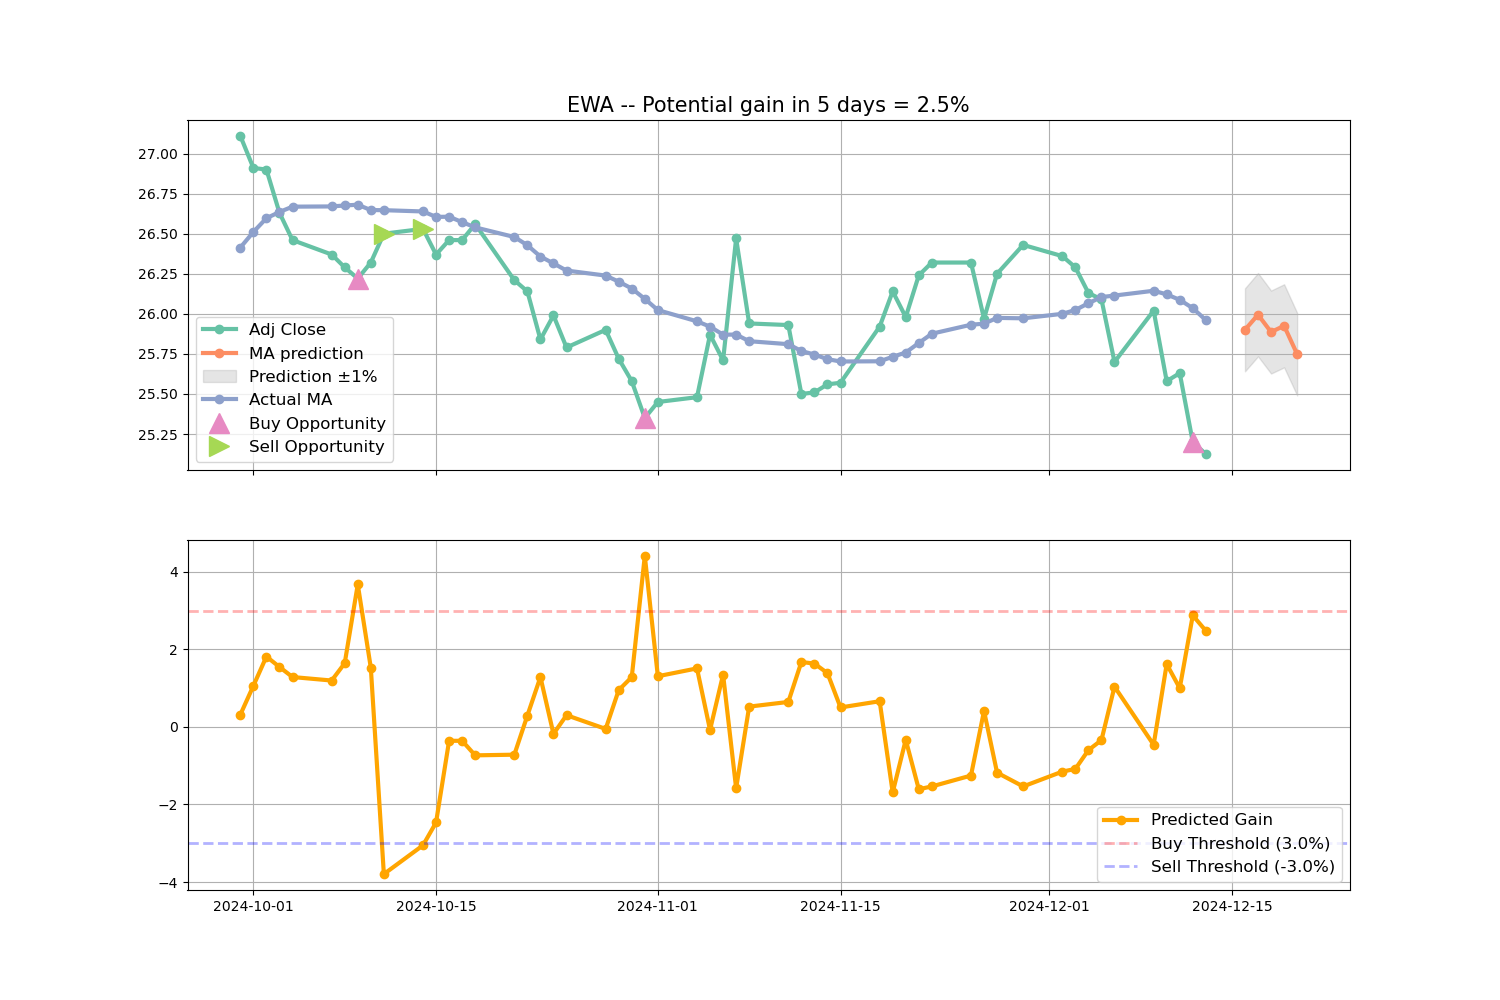 EWA -- Potential gain in 5 days = 2.5%
27.00
26.75
26.50
26.25
26.00
25.75
25.50
25.25
Adj Close
MA prediction
Prediction ±1%
Actual MA
Buy Opportunity
Sell Opportunity
4
2
0
−2
−4
Predicted Gain
Buy Threshold (3.0%)
Sell Threshold (-3.0%)
2024-10-01
2024-10-15
2024-11-01
2024-11-15
2024-12-01
2024-12-15